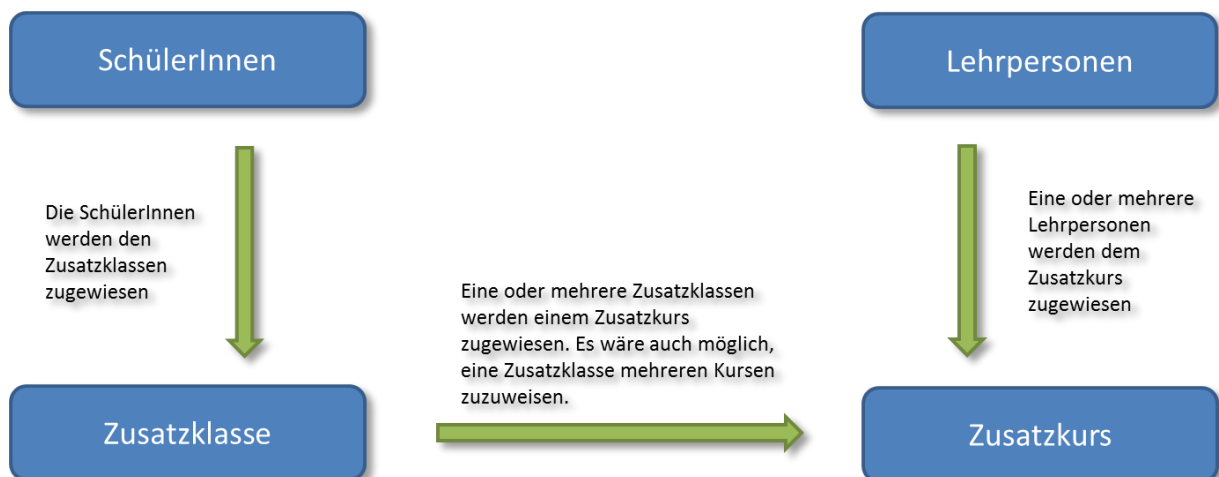 SchülerInnen
Lehrpersonen
Die SchülerInnen
werden den
Zusatzklassen
zugewiesen
Eine oder mehrere
Lehrpersonen
werden dem
Zusatzkurs
zugewiesen
Eine oder mehrere Zusatzklassen
werden einem Zusatzkurs
zugewiesen. Es wäre auch möglich,
eine Zusatzklasse mehreren Kursen
zuzuweisen.
Zusatzklasse
Zusatzkurs